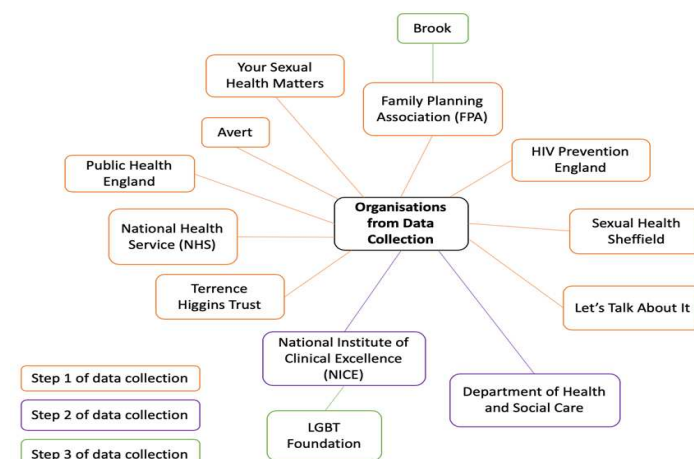 Brook
Your Sexual
Health Matters
Family Planning
Association (FPA)
Avert
HIV Prevention
England
Public Health
England
Organisations
from Data
Collection
National Health
Service (NHS)
Sexual Health
Sheffield
Terrence
Higgins Trust
Let's Talk About It
National Institute of
Clinical Excellence
(NICE)
Department of Health
and Social Care
LGBT
Foundation
Step 1 of data collection
Step 2 of data collection
Step 3 of data collection